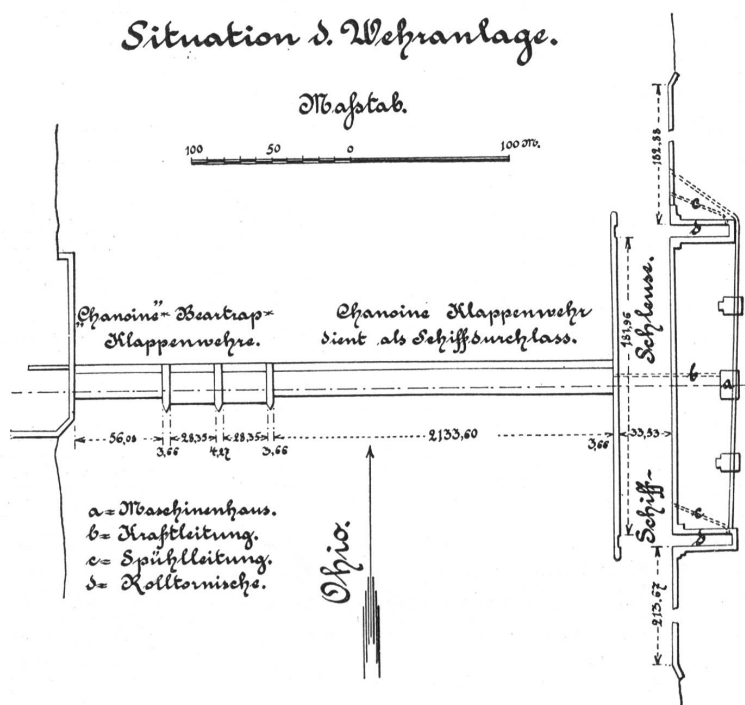 Situation d. Wehranlage.
Maßstab.
100 50 0 100 M.
"Chanoine"- Beartrap-
Klappenwehre.
Chanoine Klappenwehr
dient als Schiffdurchlass.
182.88
c
b
Schleuse.
181,96
b
a
56,08
3,66
28,35
4,27
28,35
3,66
2133,60
3,66
33,53
Schiff-
c
b
213.67
a = Maschinenhaus.
b = Kraftleitung.
c = Spühlleitung.
d = Rolltornische.
Ohio.